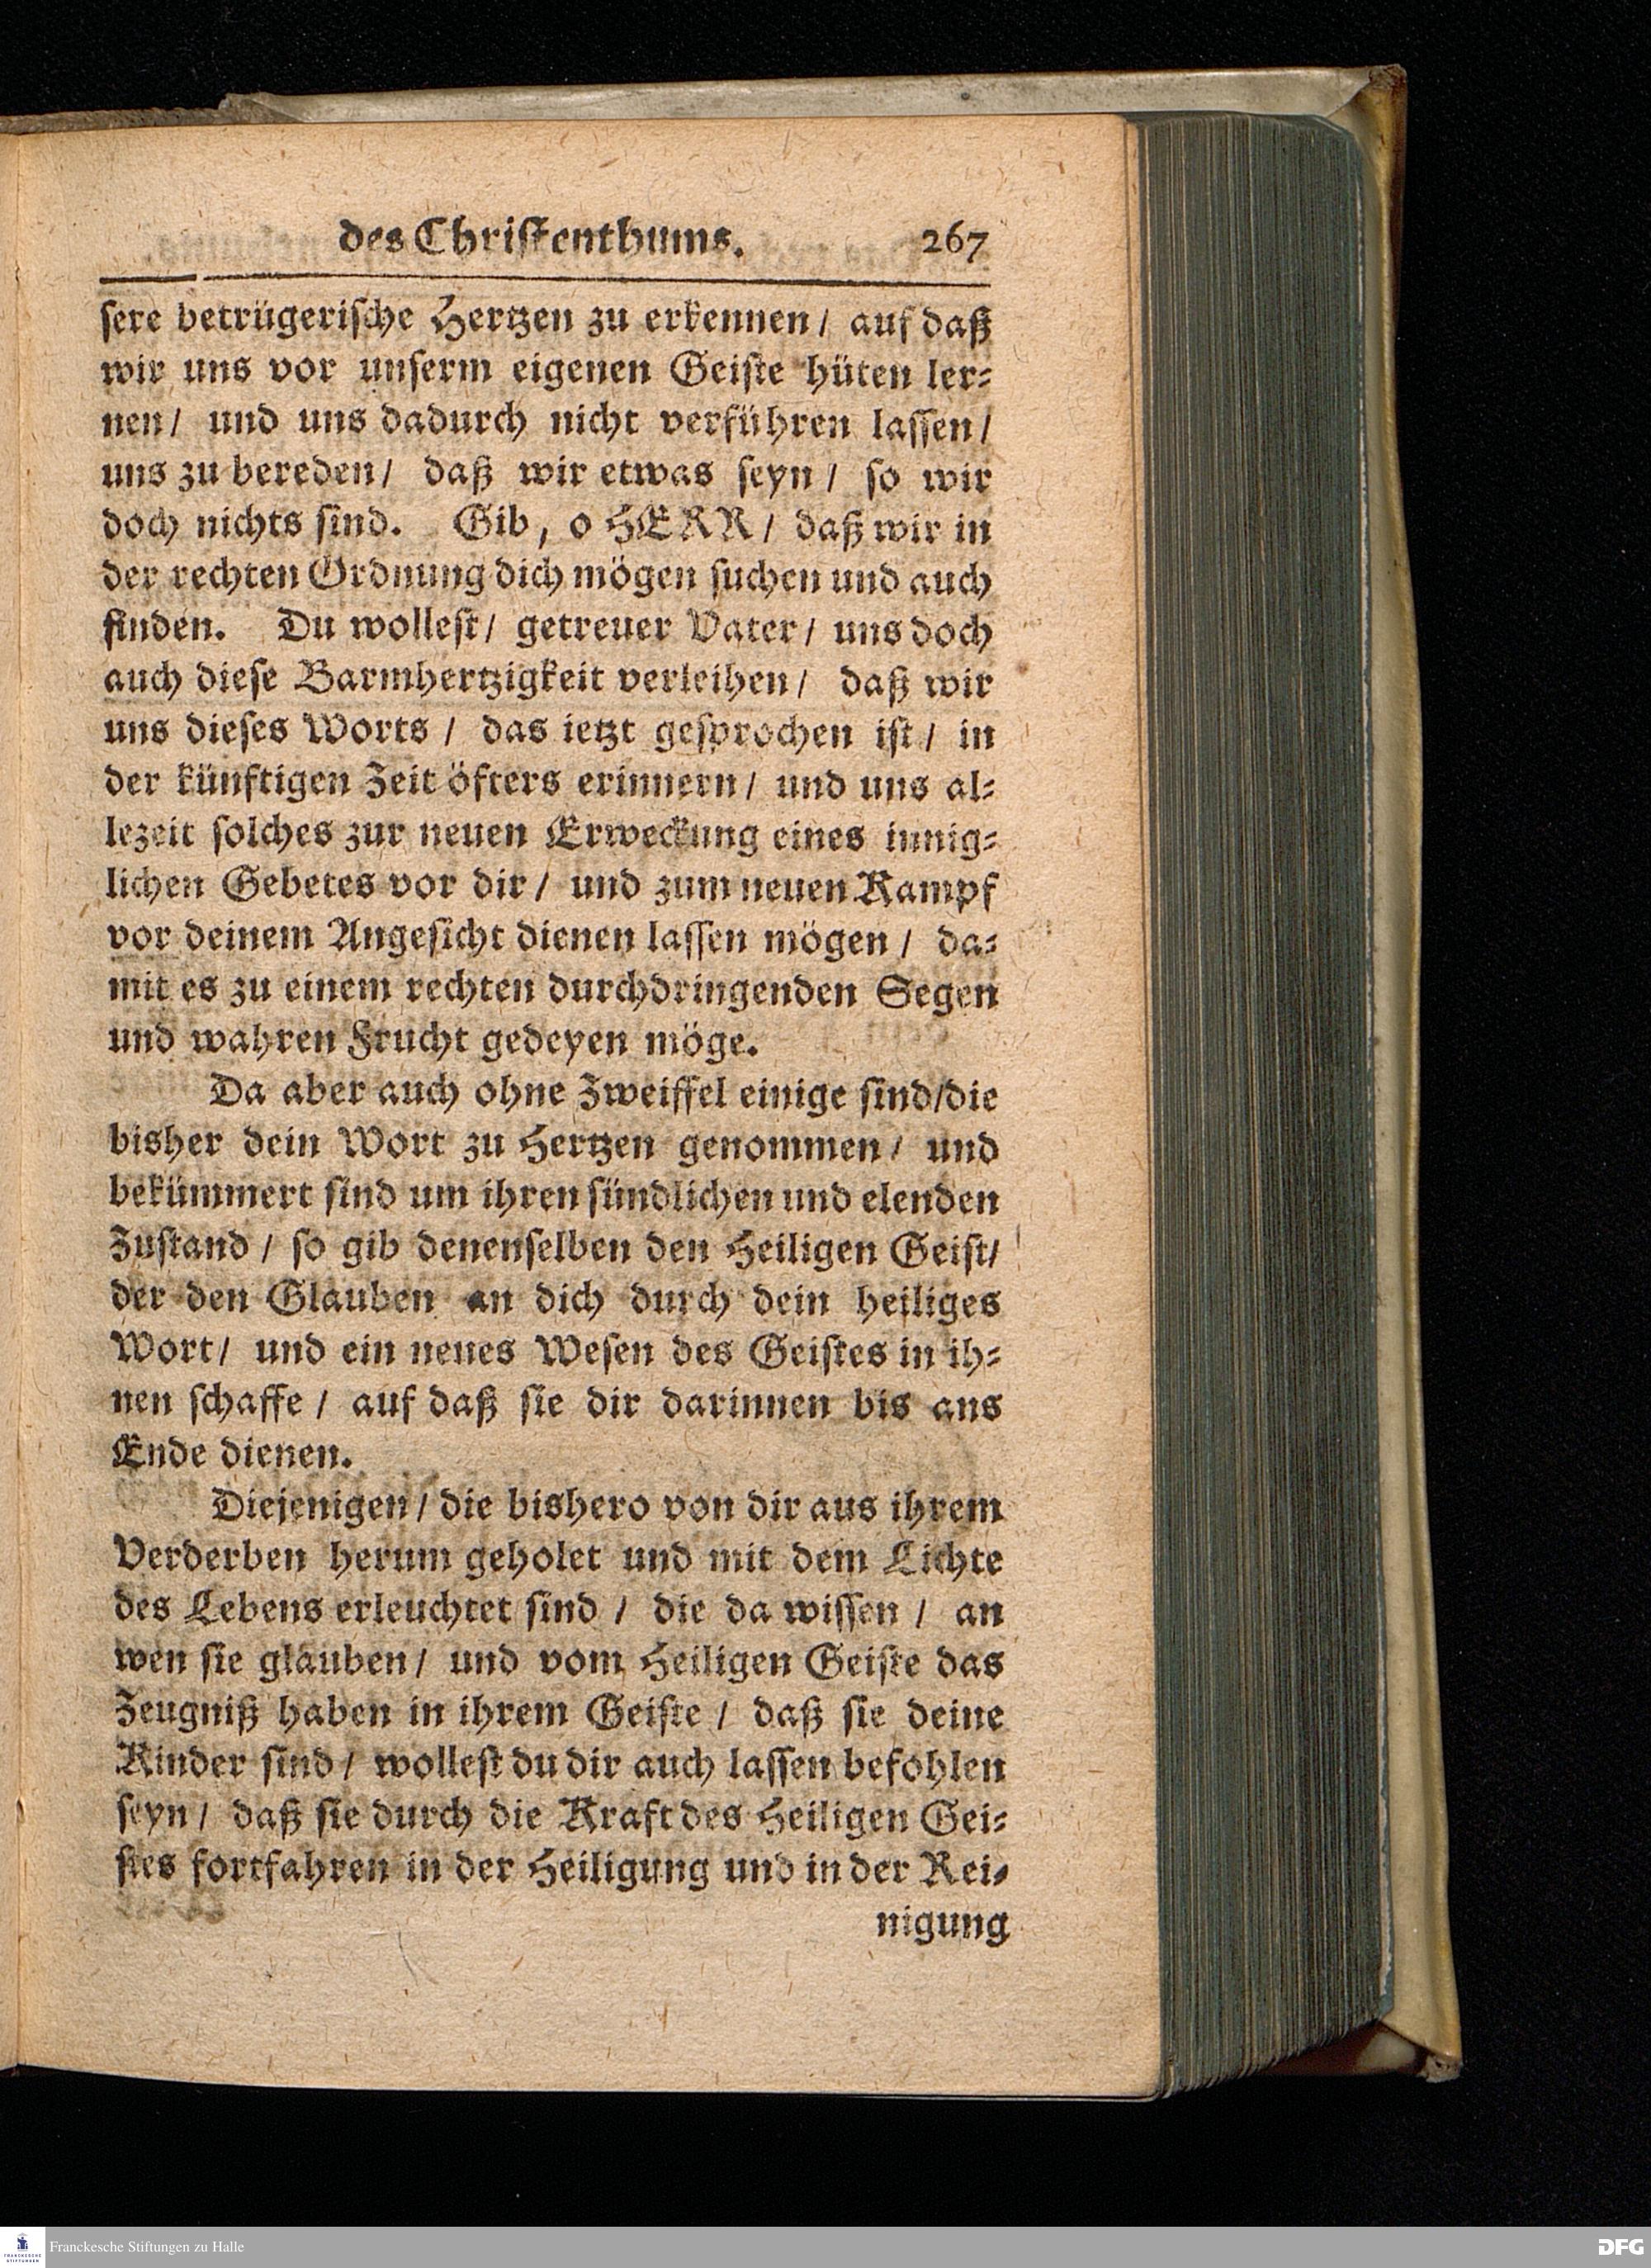 des Christenthums. 267
sere betrügerische Hertzen zu erkennen / auf daß
wir uns vor unserm eigenen Geiste hüten ler⸗
nen / und uns dadurch nicht verführen lassen /
uns zu bereden / daß wir etwas seyn / so wir
doch nichts sind. Gib, o HERR / daß wir in
der rechten Ordnung dich mögen suchen und auch
finden. Du wollest / getreuer Vater / uns doch
auch diese Barmhertzigkeit verleihen / daß wir
uns dieses Worts / das ietzt gesprochen ist / in
der künftigen Zeit öfters erinnern / und uns al⸗
lezeit solches zur neuen Erweckung eines innig⸗
lichen Gebetes vor dir / und zum neuen Kampf
vor deinem Angesicht dienen lassen mögen / da⸗
mit es zu einem rechten durchdringenden Segen
und wahren Frucht gedeyen möge.
Da aber auch ohne Zweiffel einige sind / die
bisher dein Wort zu Hertzen genommen / und
bekümmert sind um ihren sündlichen und elenden
Zustand / so gib denenselben den Heiligen Geist /
der den Glauben an dich durch dein heiliges
Wort / und ein neues Wesen des Geistes in ih⸗
nen schaffe / auf daß sie dir darinnen bis ans
Ende dienen.
Diejenigen / die bishero von dir aus ihrem
Verderben herum geholet und mit dem Lichte
des Lebens erleuchtet sind / die da wissen / an
wen sie glauben / und vom Heiligen Geiste das
Zeugniß haben in ihrem Geiste / daß sie deine
Kinder sind / wollest du dir auch lassen befohlen
seyn / daß sie durch die Kraft des Heiligen Gei⸗
stes fortfahren in der Heiligung und in der Rei⸗
nigung
FRANCKESCHE STIFTUNGEN
Franckesche Stiftungen zu Halle
DFG